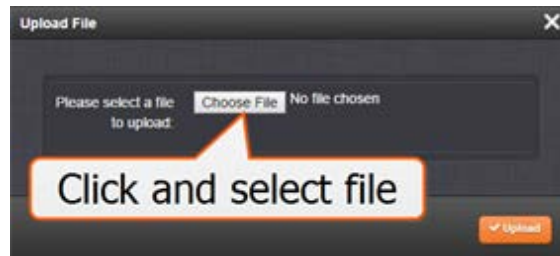 Upload File
Please select a file Choose File No file chosen
to upload:
Click and select file
Upload